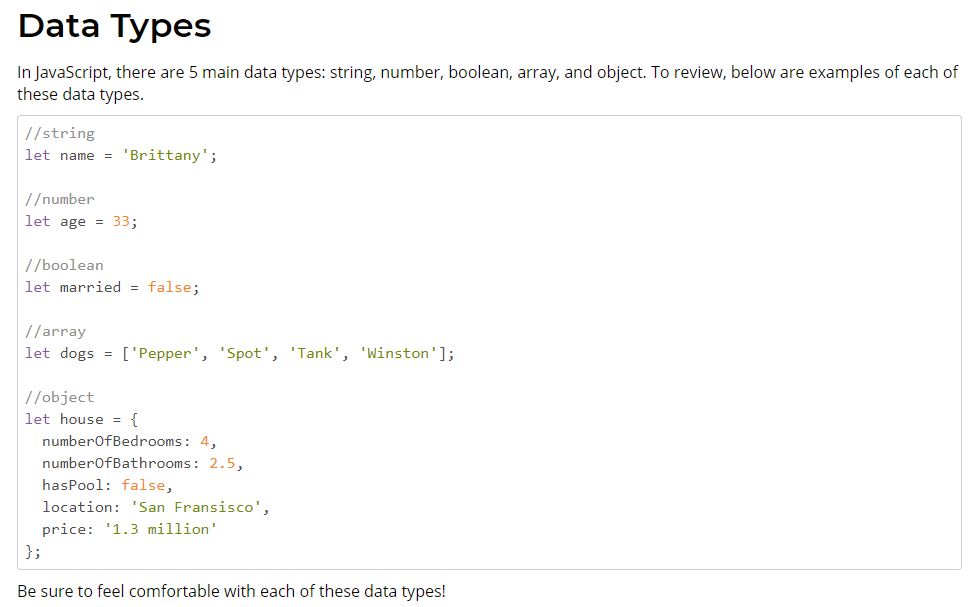 Data Types
In JavaScript, there are 5 main data types: string, number, boolean, array, and object. To review, below are examples of each of
these data types.
//string
let name = 'Brittany';
//number
let age = 33;
//boolean
let married = false;
//array
let dogs = ['Pepper', 'Spot', 'Tank', 'Winston'];
//object
let house = {
  numberOfBedrooms: 4,
  numberOfBathrooms: 2.5,
  hasPool: false,
  location: 'San Fransisco',
  price: '1.3 million'
};
Be sure to feel comfortable with each of these data types!